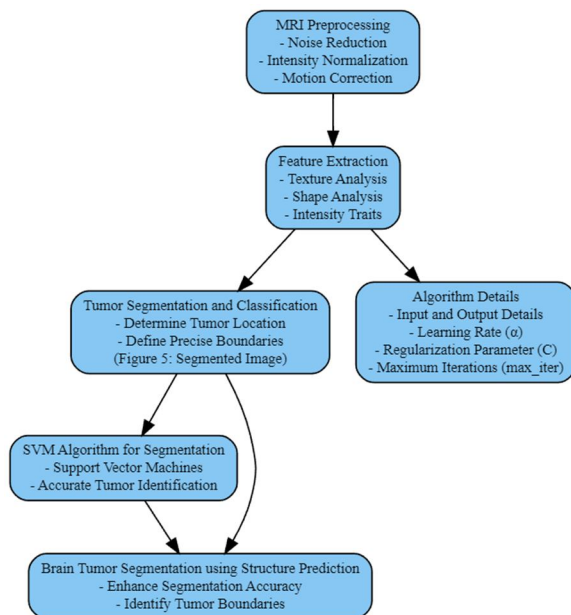 MRI Preprocessing
- Noise Reduction
- Intensity Normalization
- Motion Correction
Feature Extraction
- Texture Analysis
- Shape Analysis
- Intensity Traits
Tumor Segmentation and Classification
- Determine Tumor Location
- Define Precise Boundaries
(Figure 5: Segmented Image)
Algorithm Details
- Input and Output Details
- Learning Rate (α)
- Regularization Parameter (C)
- Maximum Iterations (max_iter)
SVM Algorithm for Segmentation
- Support Vector Machines
- Accurate Tumor Identification
Brain Tumor Segmentation using Structure Prediction
- Enhance Segmentation Accuracy
- Identify Tumor Boundaries